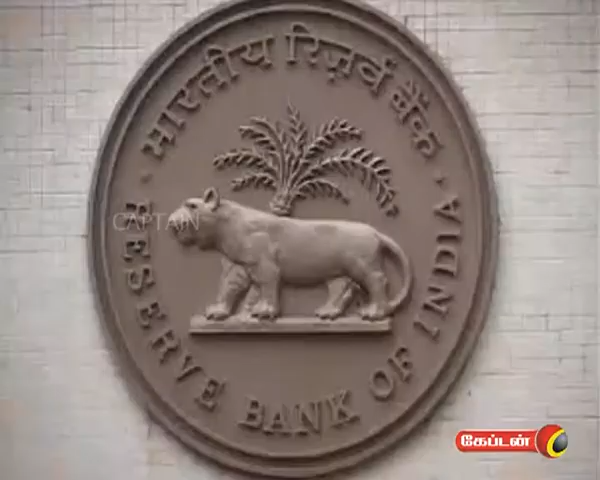 भारतीय रिज़र्व बैंक
CAPTAIN
RESERVE BANK OF INDIA
கேப்டன்